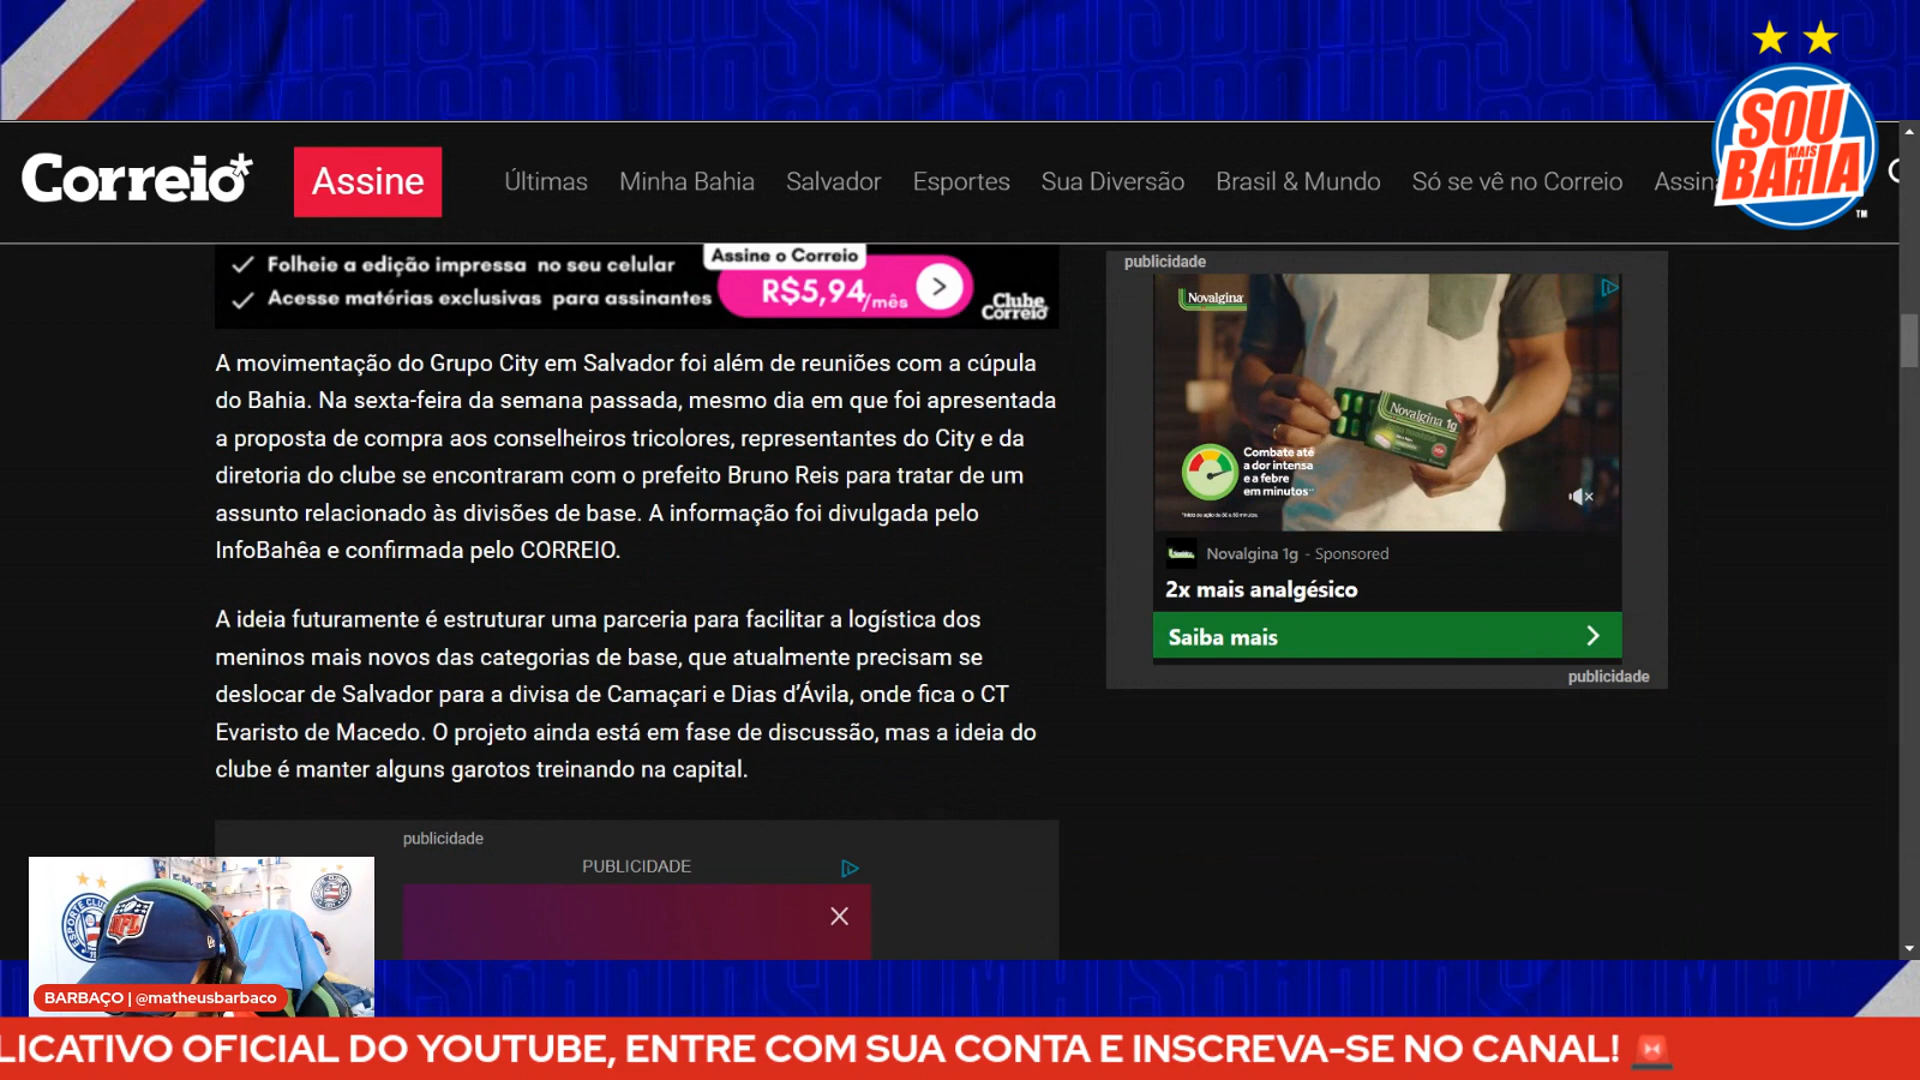 SOU
MAIS
BAHIA
TM
Correio*
Assine
Últimas
Minha Bahia
Salvador
Esportes
Sua Diversão
Brasil & Mundo
Só se vê no Correio
Folheie a edição impressa no seu celular
Acesse matérias exclusivas para assinantes
Assine o Correio
R$5,94/mês
Clube
Correio
A movimentação do Grupo City em Salvador foi além de reuniões com a cúpula
do Bahia. Na sexta-feira da semana passada, mesmo dia em que foi apresentada
a proposta de compra aos conselheiros tricolores, representantes do City e da
diretoria do clube se encontraram com o prefeito Bruno Reis para tratar de um
assunto relacionado às divisões de base. A informação foi divulgada pelo
InfoBahêa e confirmada pelo CORREIO.
A ideia futuramente é estruturar uma parceria para facilitar a logística dos
meninos mais novos das categorias de base, que atualmente precisam se
deslocar de Salvador para a divisa de Camaçari e Dias d’Ávila, onde fica o CT
Evaristo de Macedo. O projeto ainda está em fase de discussão, mas a ideia do
clube é manter alguns garotos treinando na capital.
publicidade
PUBLICIDADE
publicidade
Novalgina
Novalgina 1g
Combate até
a dor intensa
e a febre
em minutos
Novalgina 1g - Sponsored
2x mais analgésico
Saiba mais
publicidade
NFL
BARBAÇO | @matheusbarbaco
LICATIVO OFICIAL DO YOUTUBE, ENTRE COM SUA CONTA E INSCREVA-SE NO CANAL!